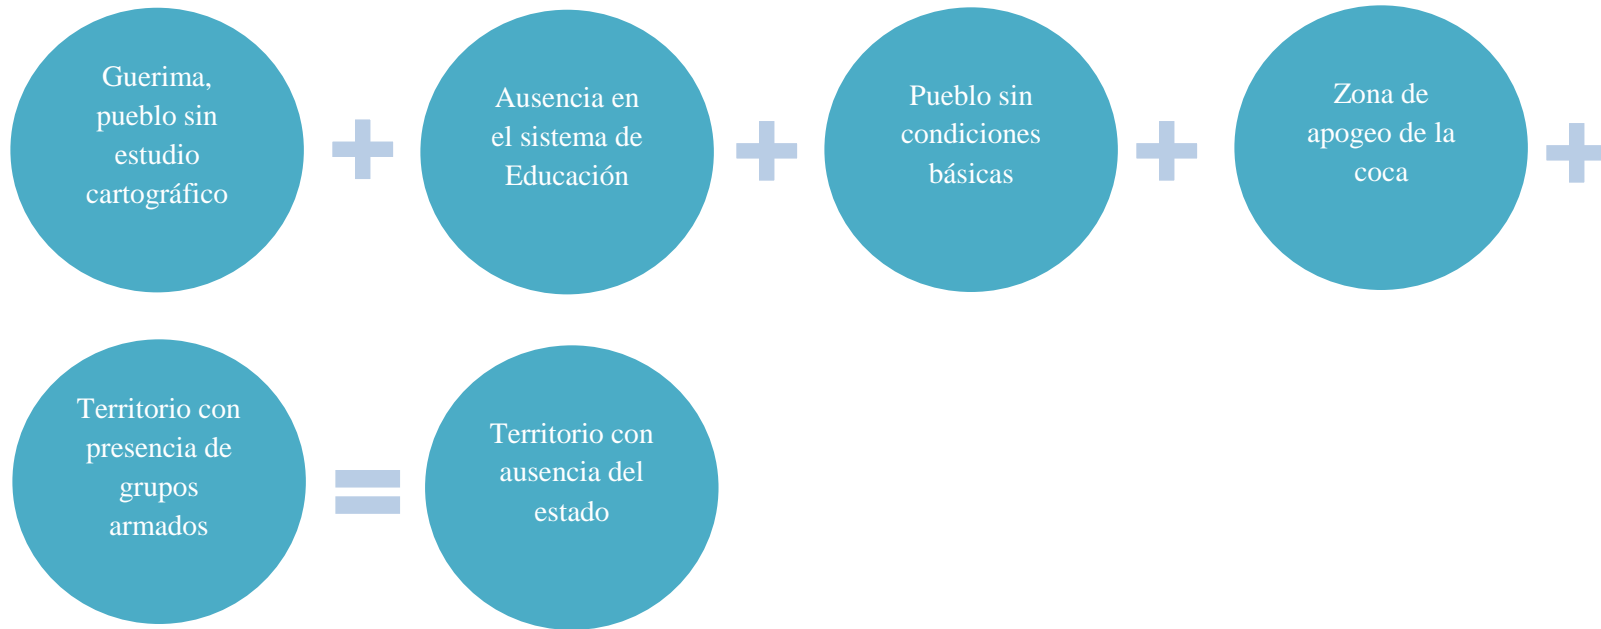 Guerima,
pueblo sin
estudio
cartográfico
Ausencia en
el sistema de
Educación
Pueblo sin
condiciones
básicas
Zona de
apogeo de la
coca
Territorio con
presencia de
grupos
armados
Territorio con
ausencia del
estado